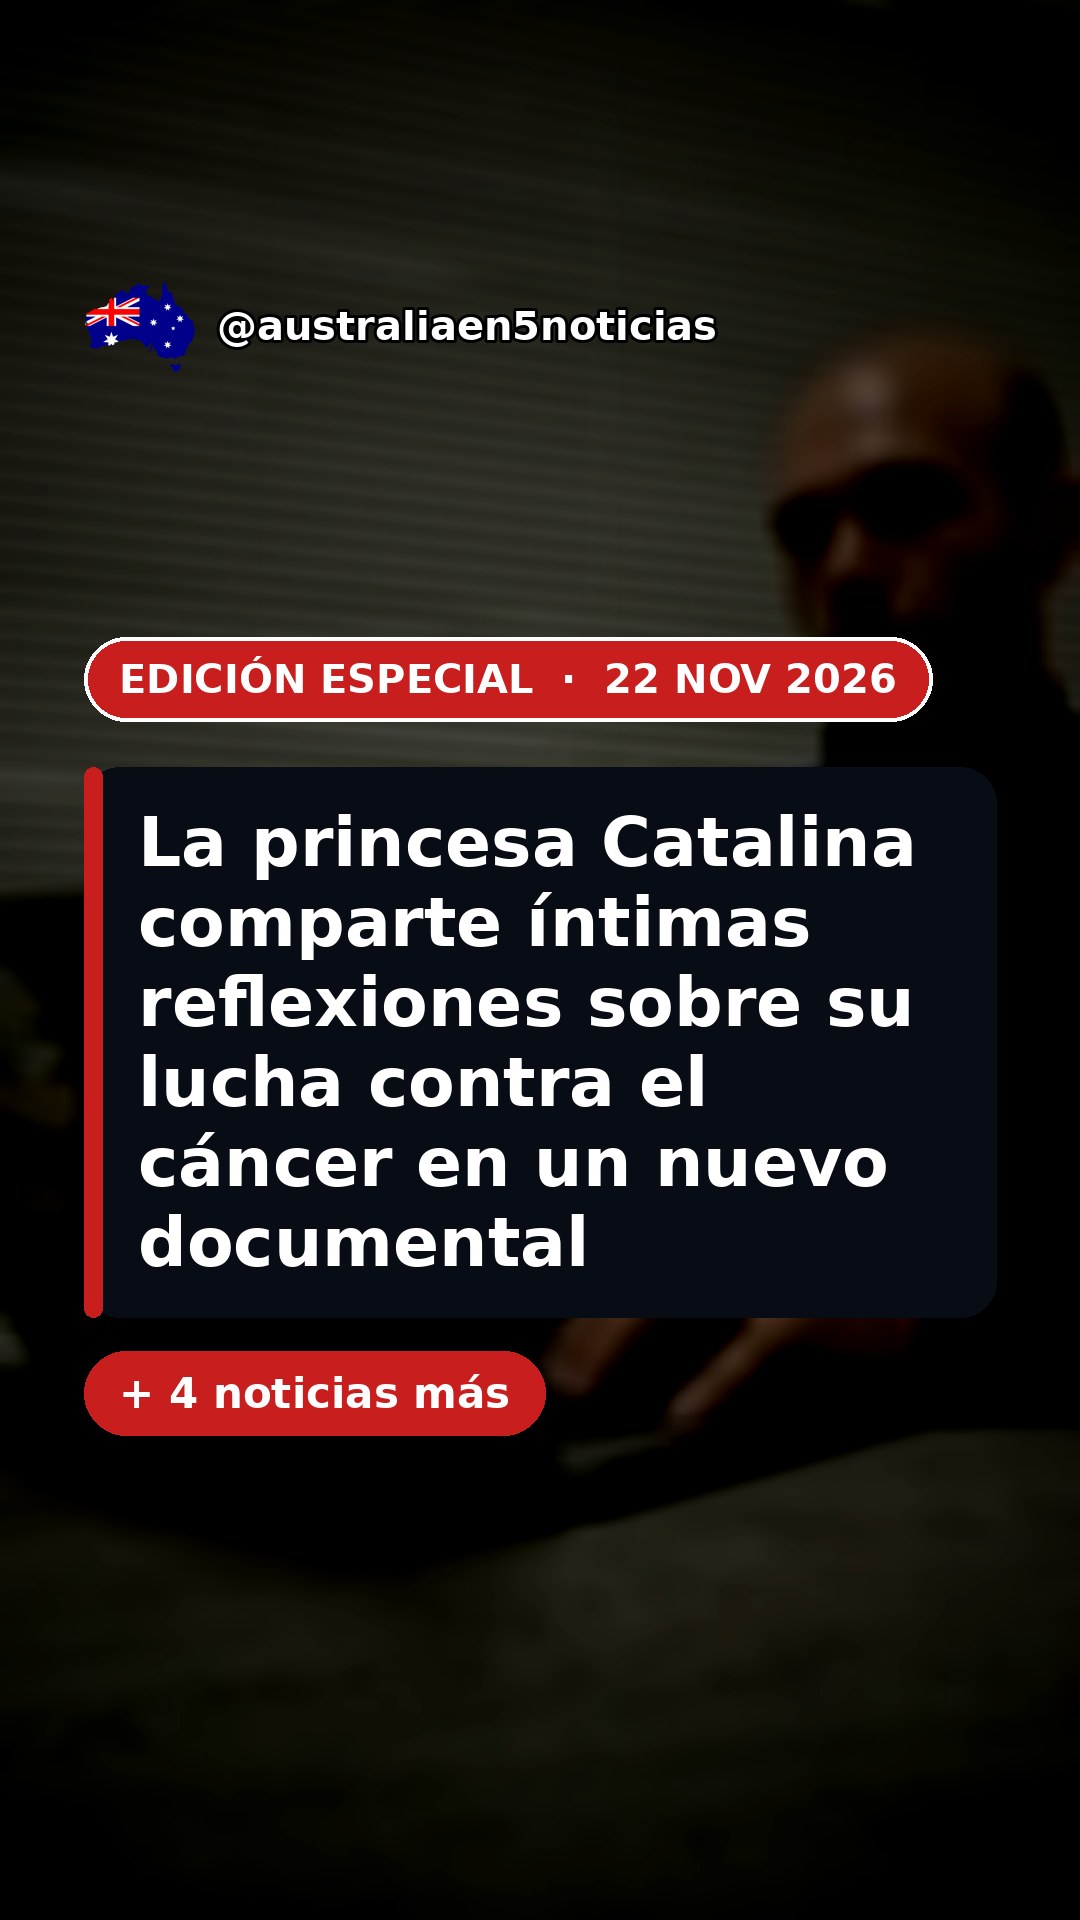 @australiaen5noticias
EDICIÓN ESPECIAL · 22 NOV 2026
La princesa Catalina
comparte íntimas
reflexiones sobre su
lucha contra el
cáncer en un nuevo
documental
+ 4 noticias más